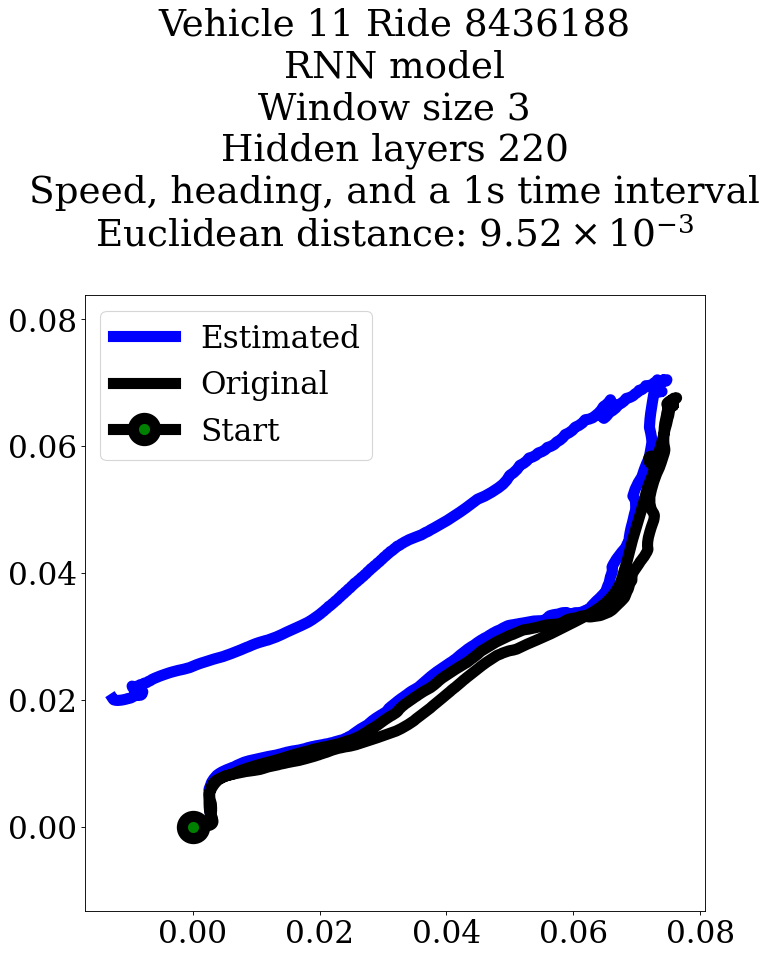 Vehicle 11 Ride 8436188
RNN model
Window size 3
Hidden layers 220
Speed, heading, and a 1s time interval
Euclidean distance: 9.52 × 10⁻³
Estimated
Original
Start
0.08
0.06
0.04
0.02
0.00
0.00 0.02 0.04 0.06 0.08